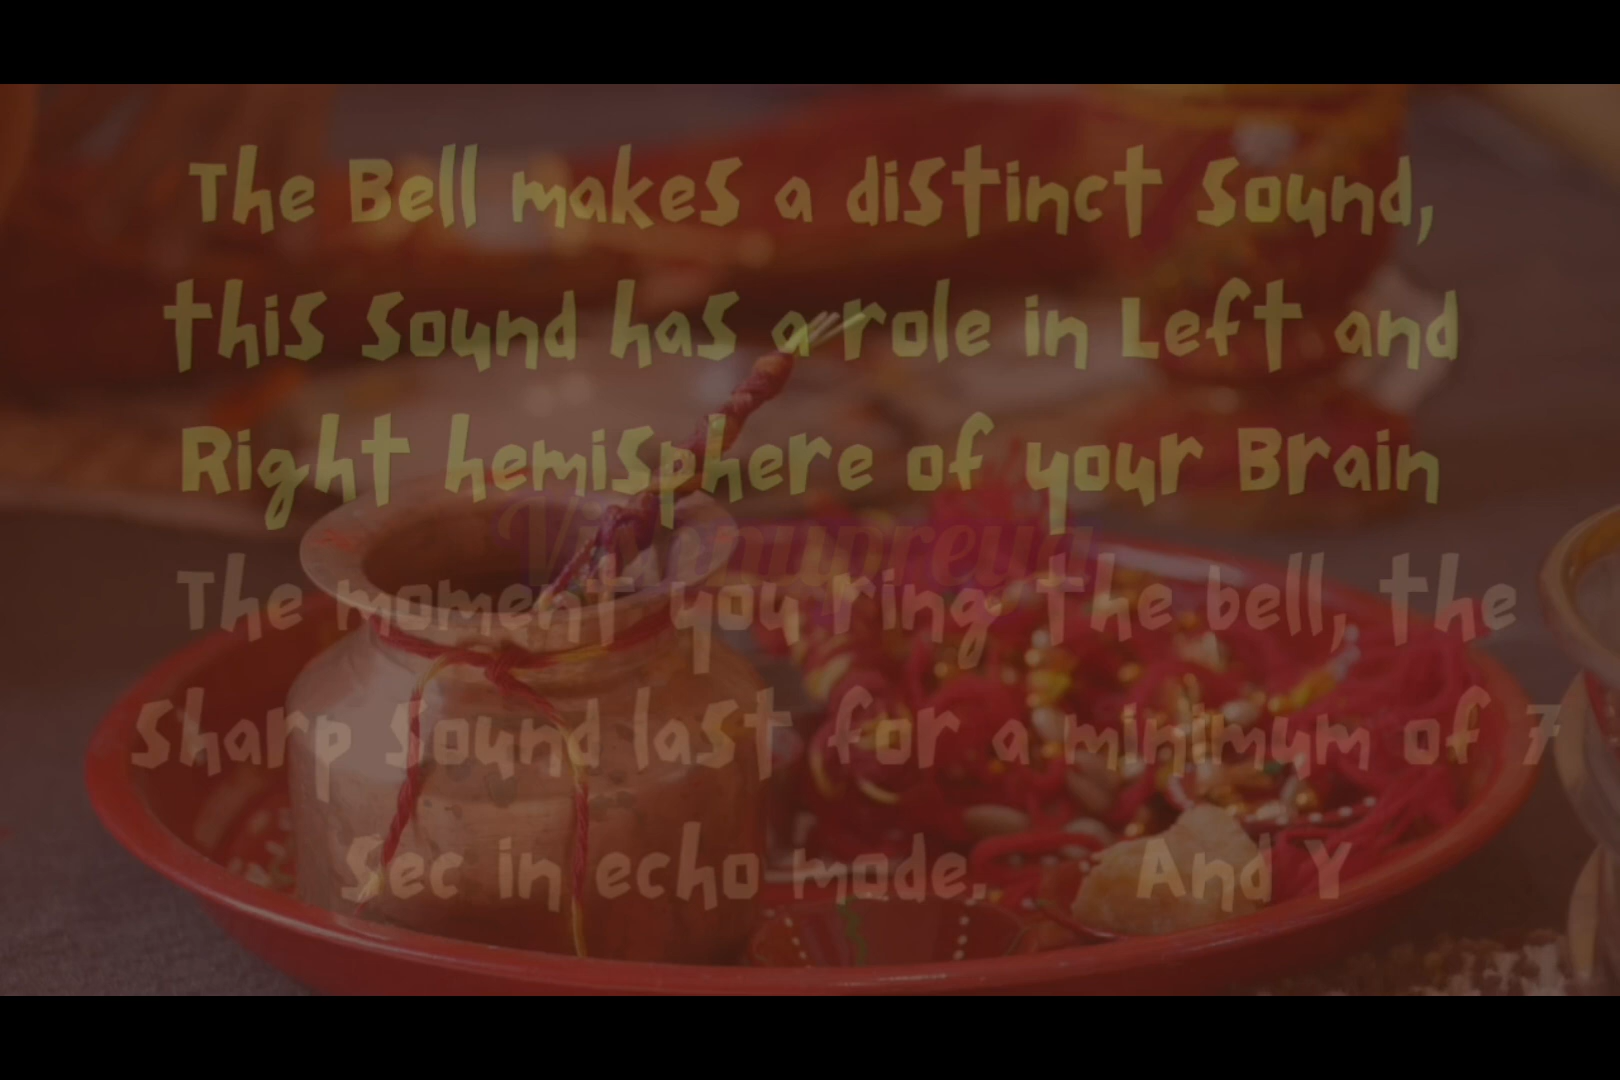 The Bell makes a distinct Sound,
this Sound has a role in Left and
Right hemisphere of your Brain
Vishnupreya
The moment you ring the bell, the
Sharp Sound last for a minimum of 7
Sec in echo mode. And Y